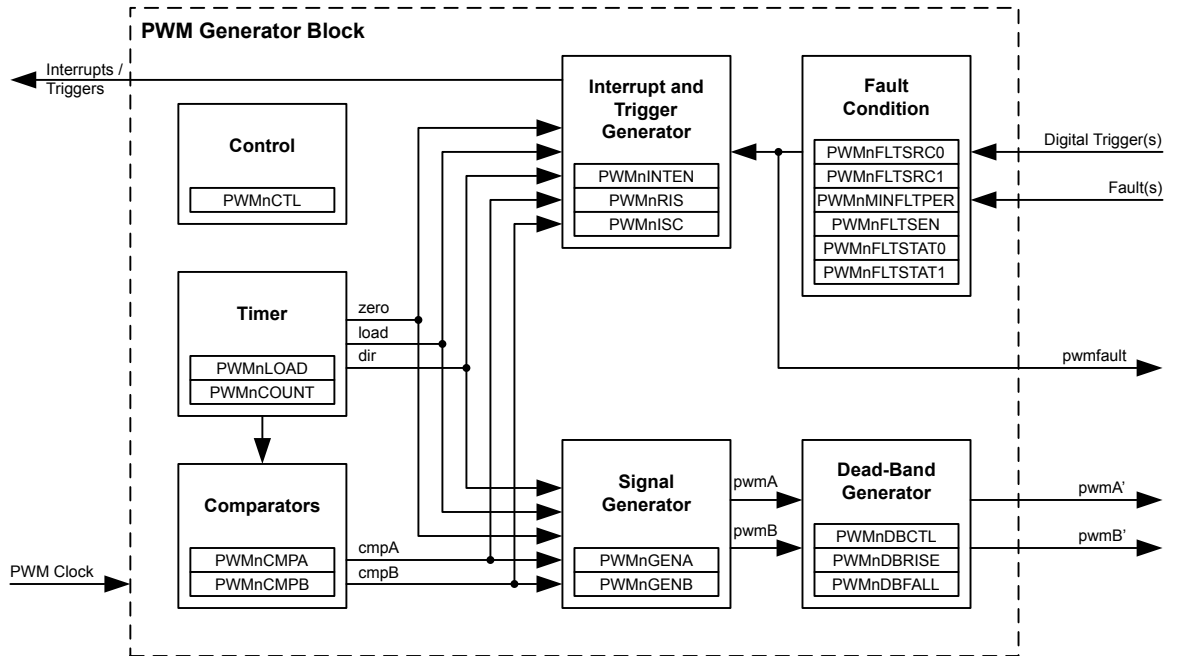 PWM Generator Block
Interrupts /
Triggers
Control
PWMnCTL
Interrupt and
Trigger
Generator
PWMnINTEN
PWMnRIS
PWMnISC
Fault
Condition
PWMnFLTSRC0
PWMnFLTSRC1
PWMnMINFLTPER
PWMnFLTSEN
PWMnFLTSTAT0
PWMnFLTSTAT1
Digital Trigger(s)
Fault(s)
Timer
PWMnLOAD
PWMnCOUNT
zero
load
dir
pwmfault
Comparators
PWMnCMPA
PWMnCMPB
cmpA
cmpB
PWM Clock
Signal
Generator
PWMnGENA
PWMnGENB
pwmA
pwmB
Dead-Band
Generator
PWMnDBCTL
PWMnDBRISE
PWMnDBFALL
pwmA’
pwmB’